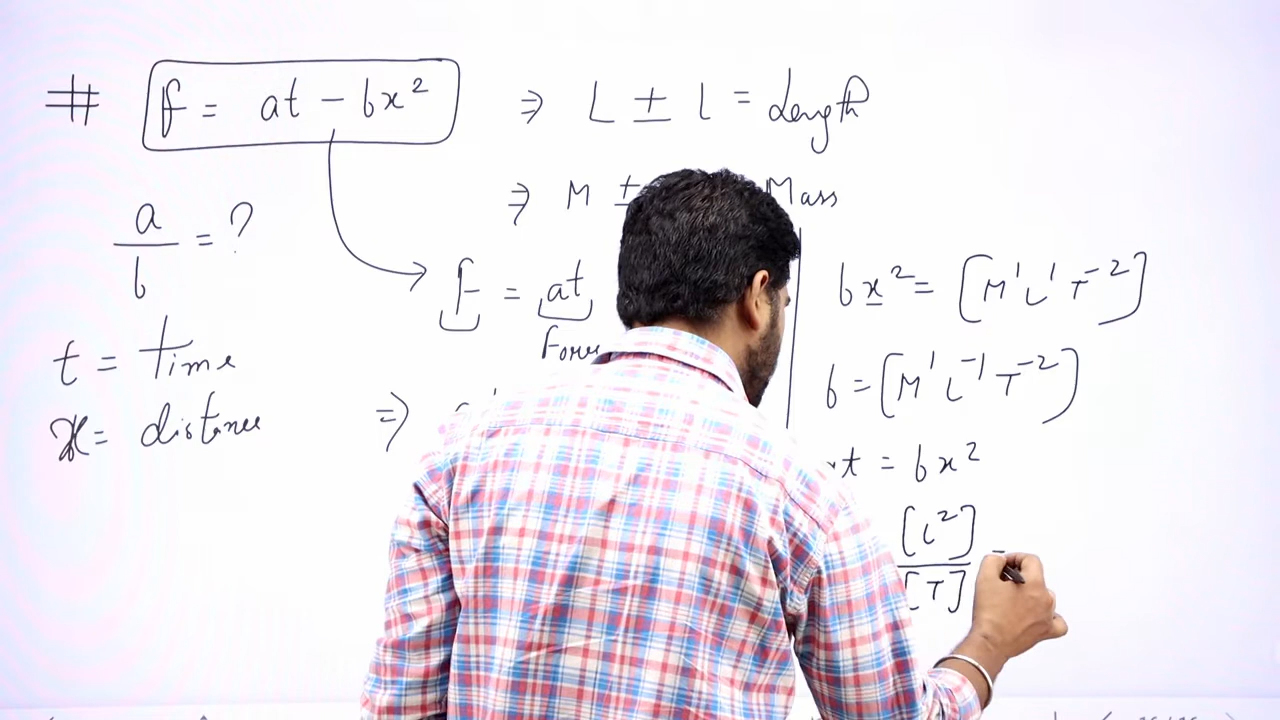 # F = at - bx²
⇒ L ± L = Length
⇒ M ± Mass
a/b = ?
F = at
Force
t = Time
x = distance
⇒
bx² = [M¹L¹T⁻²]
b = [M¹L⁻¹T⁻²]
t = bx²
[L²]/[T] =